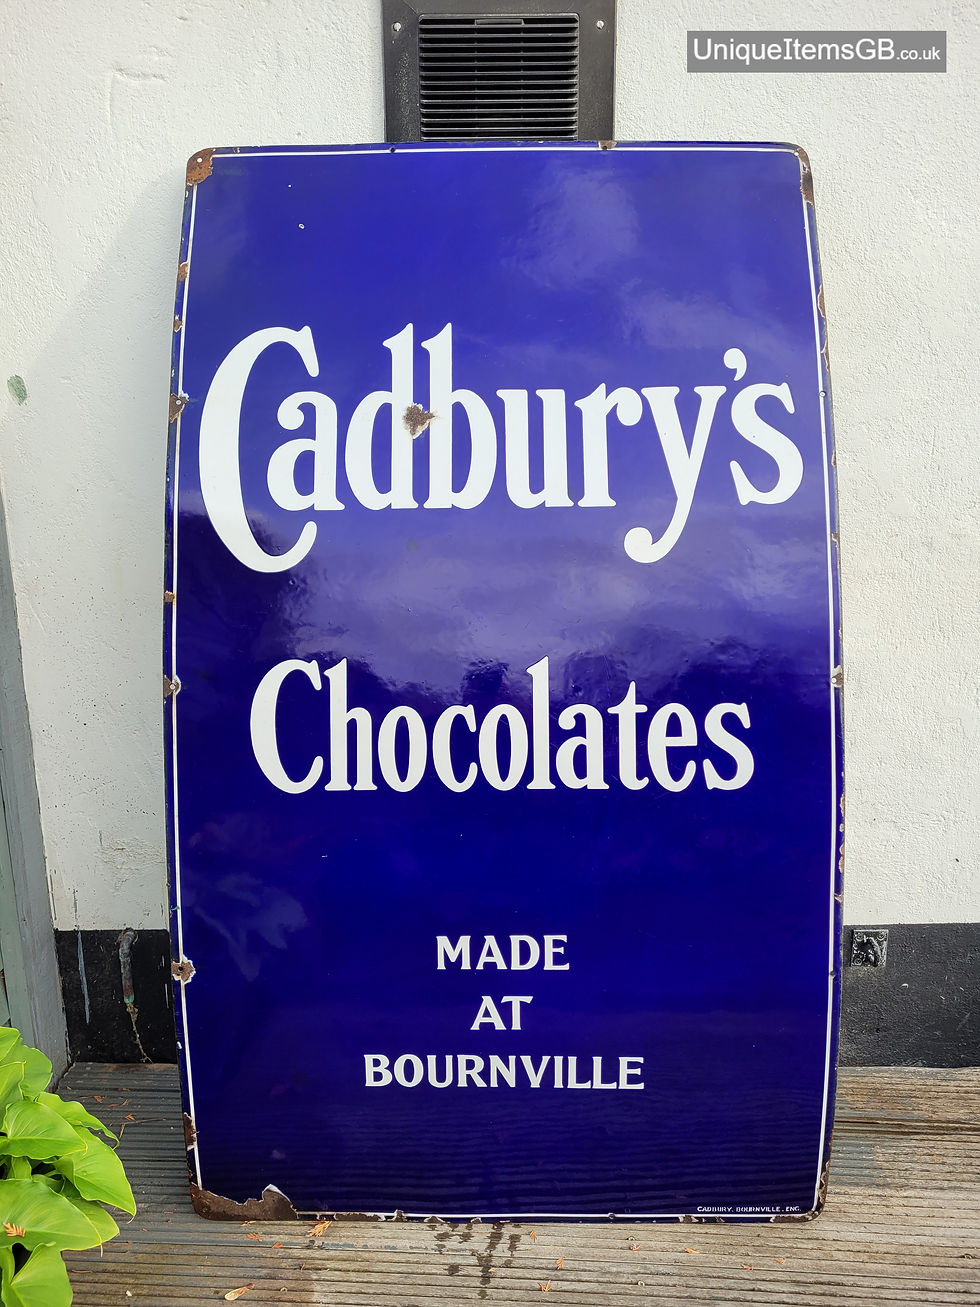 UniqueItemsGB.co.uk
Cadbury's
Chocolates
MADE
AT
BOURNVILLE
CADBURY. BOURNVILLE. ENG.